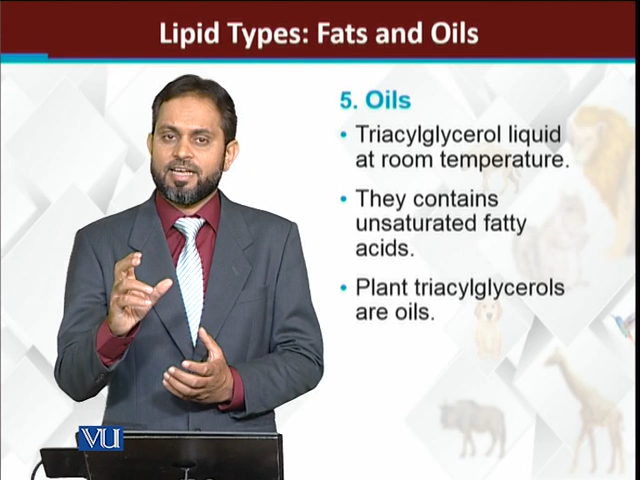 Lipid Types: Fats and Oils
5. Oils
• Triacylglycerol liquid
at room temperature.
• They contains
unsaturated fatty
acids.
• Plant triacylglycerols
are oils.
VU